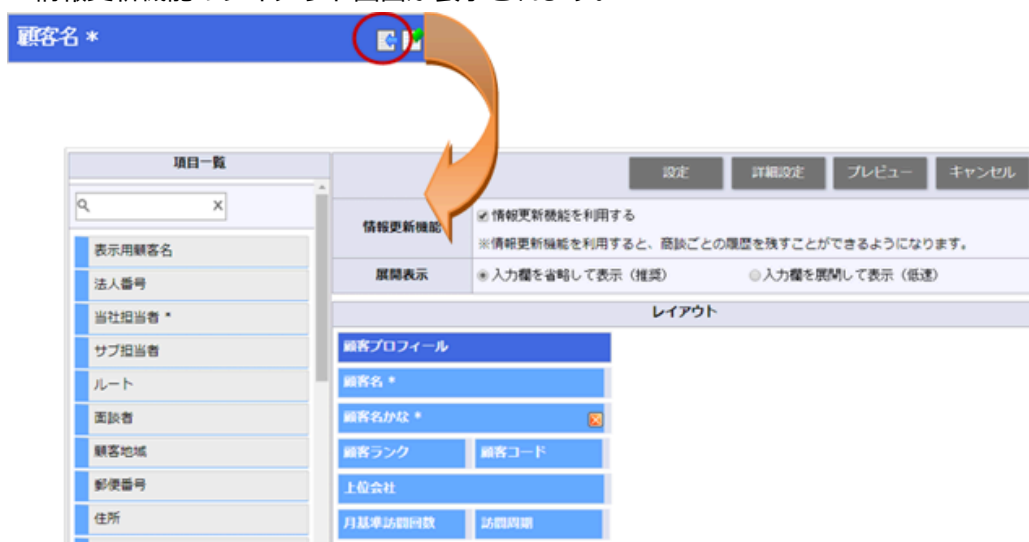 顧客名 *
項目一覧
設定 詳細設定 プレビュー キャンセル
x
情報更新機能
情報更新機能を利用する
※情報更新機能を利用すると、商談ごとの履歴を残すことができるようになります。
展開表示
入力欄を省略して表示（推奨） 入力欄を展開して表示（低速）
レイアウト
表示用顧客名
法人番号
当社担当者 *
サブ担当者
ルート
面談者
顧客地域
郵便番号
住所
顧客プロフィール
顧客名 *
顧客名かな *
顧客ランク 顧客コード
上位会社
月基準訪問回数 訪問周期